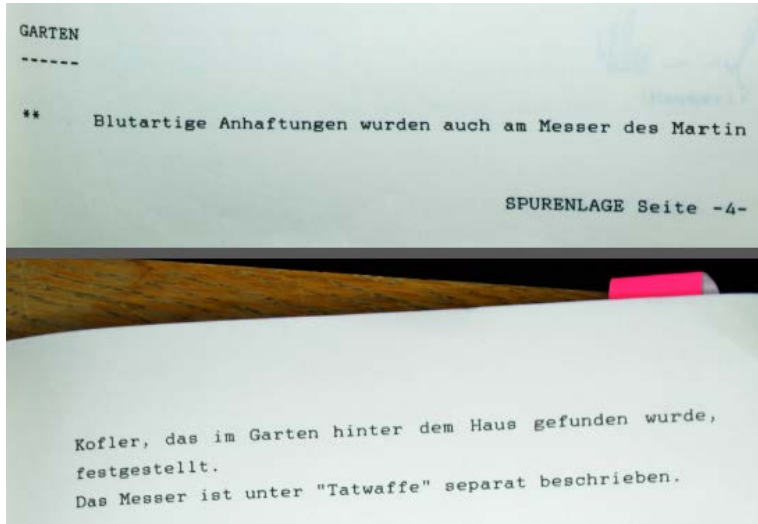 GARTEN
------
** Blutartige Anhaftungen wurden auch am Messer des Martin
SPURENLAGE Seite -4-
Kofler, das im Garten hinter dem Haus gefunden wurde,
festgestellt.
Das Messer ist unter "Tatwaffe" separat beschrieben.